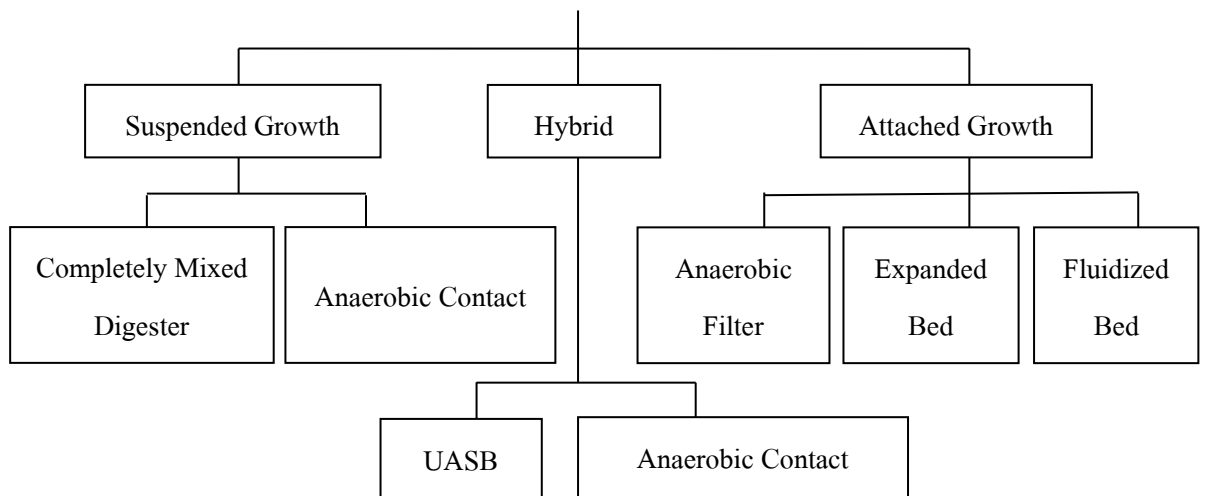 Suspended Growth
Hybrid
Attached Growth
Completely Mixed
Digester
Anaerobic Contact
Anaerobic
Filter
Expanded
Bed
Fluidized
Bed
UASB
Anaerobic Contact